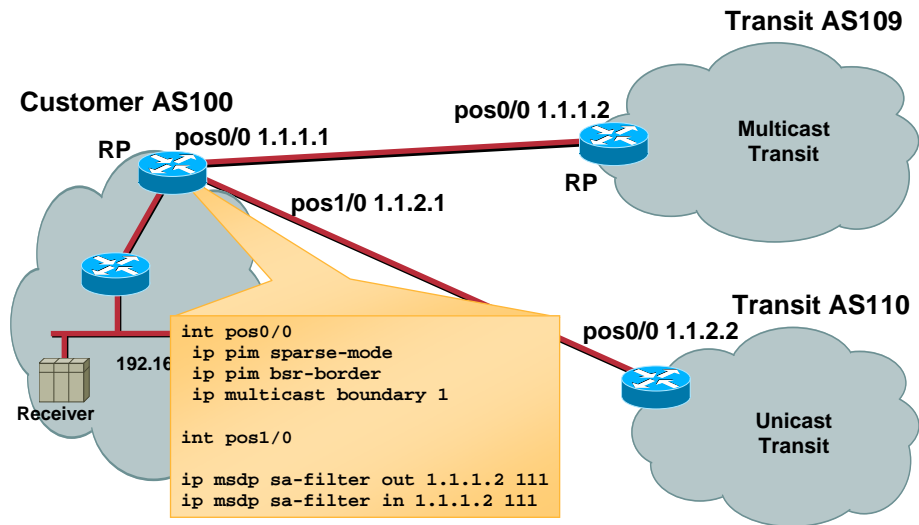 Transit AS109
Customer AS100
pos0/0 1.1.1.2
pos0/0 1.1.1.1
RP
Multicast
Transit
RP
pos1/0 1.1.2.1
Transit AS110
pos0/0 1.1.2.2
int pos0/0
ip pim sparse-mode
ip pim bsr-border
ip multicast boundary 1
int pos1/0
ip msdp sa-filter out 1.1.1.2 111
ip msdp sa-filter in 1.1.1.2 111
192.16
Receiver
Unicast
Transit